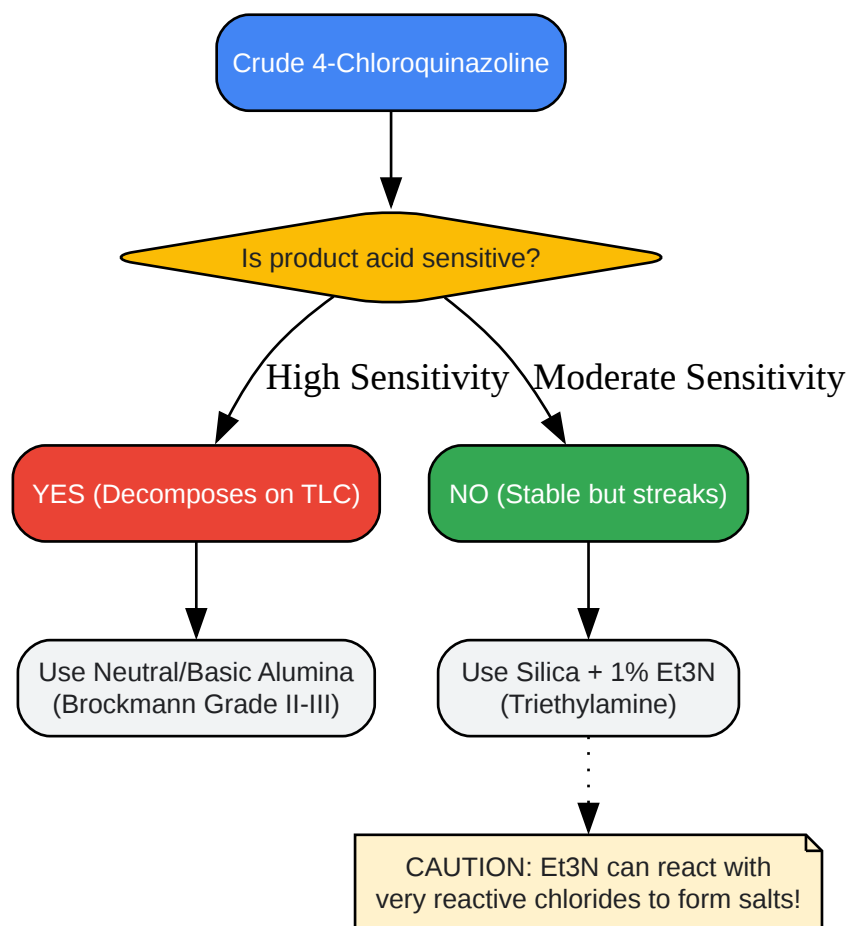 Crude 4-Chloroquinazoline
Is product acid sensitive?
High Sensitivity
Moderate Sensitivity
YES (Decomposes on TLC)
NO (Stable but streaks)
Use Neutral/Basic Alumina
(Brockmann Grade II-III)
Use Silica + 1% Et3N
(Triethylamine)
CAUTION: Et3N can react with
very reactive chlorides to form salts!